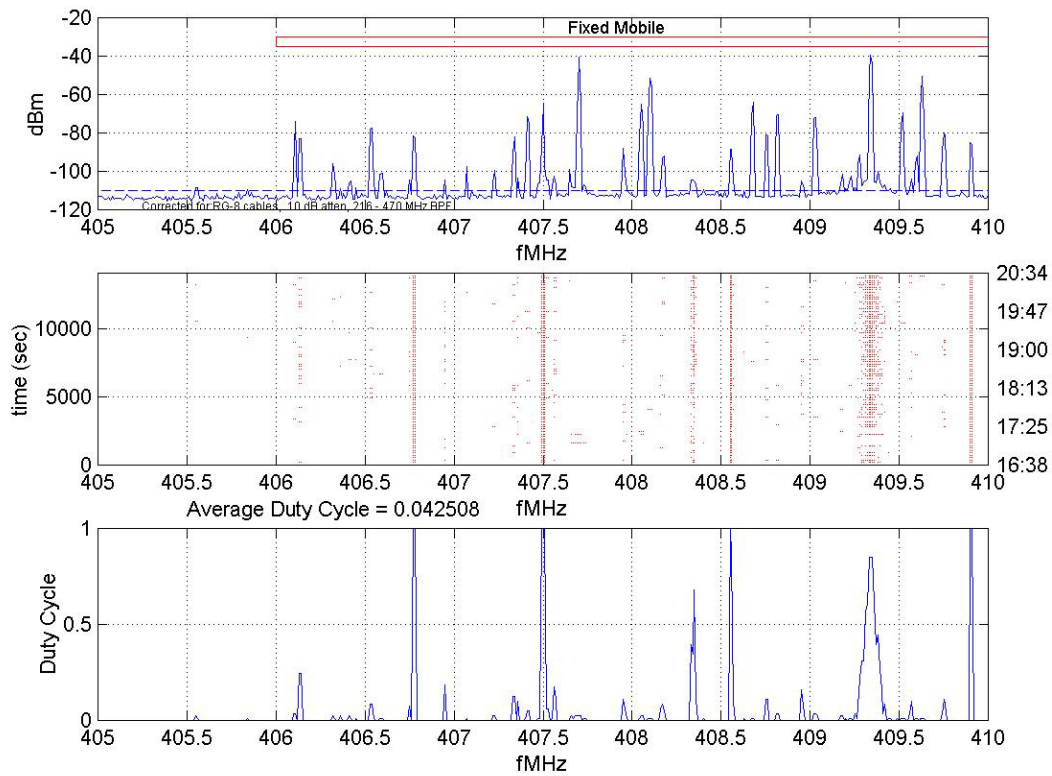 -20
-40
-60
-80
-100
-120
dBm
Fixed Mobile
Corrected for RG-8 cables, 10 dB atten, 216 - 470 MHz BPF
405 405.5 406 406.5 407 407.5 408 408.5 409 409.5 410
fMHz
10000
5000
0
time (sec)
20:34
19:47
19:00
18:13
17:25
16:38
405 405.5 406 406.5 407 407.5 408 408.5 409 409.5 410
Average Duty Cycle = 0.042508 fMHz
1
0.5
0
Duty Cycle
405 405.5 406 406.5 407 407.5 408 408.5 409 409.5 410
fMHz